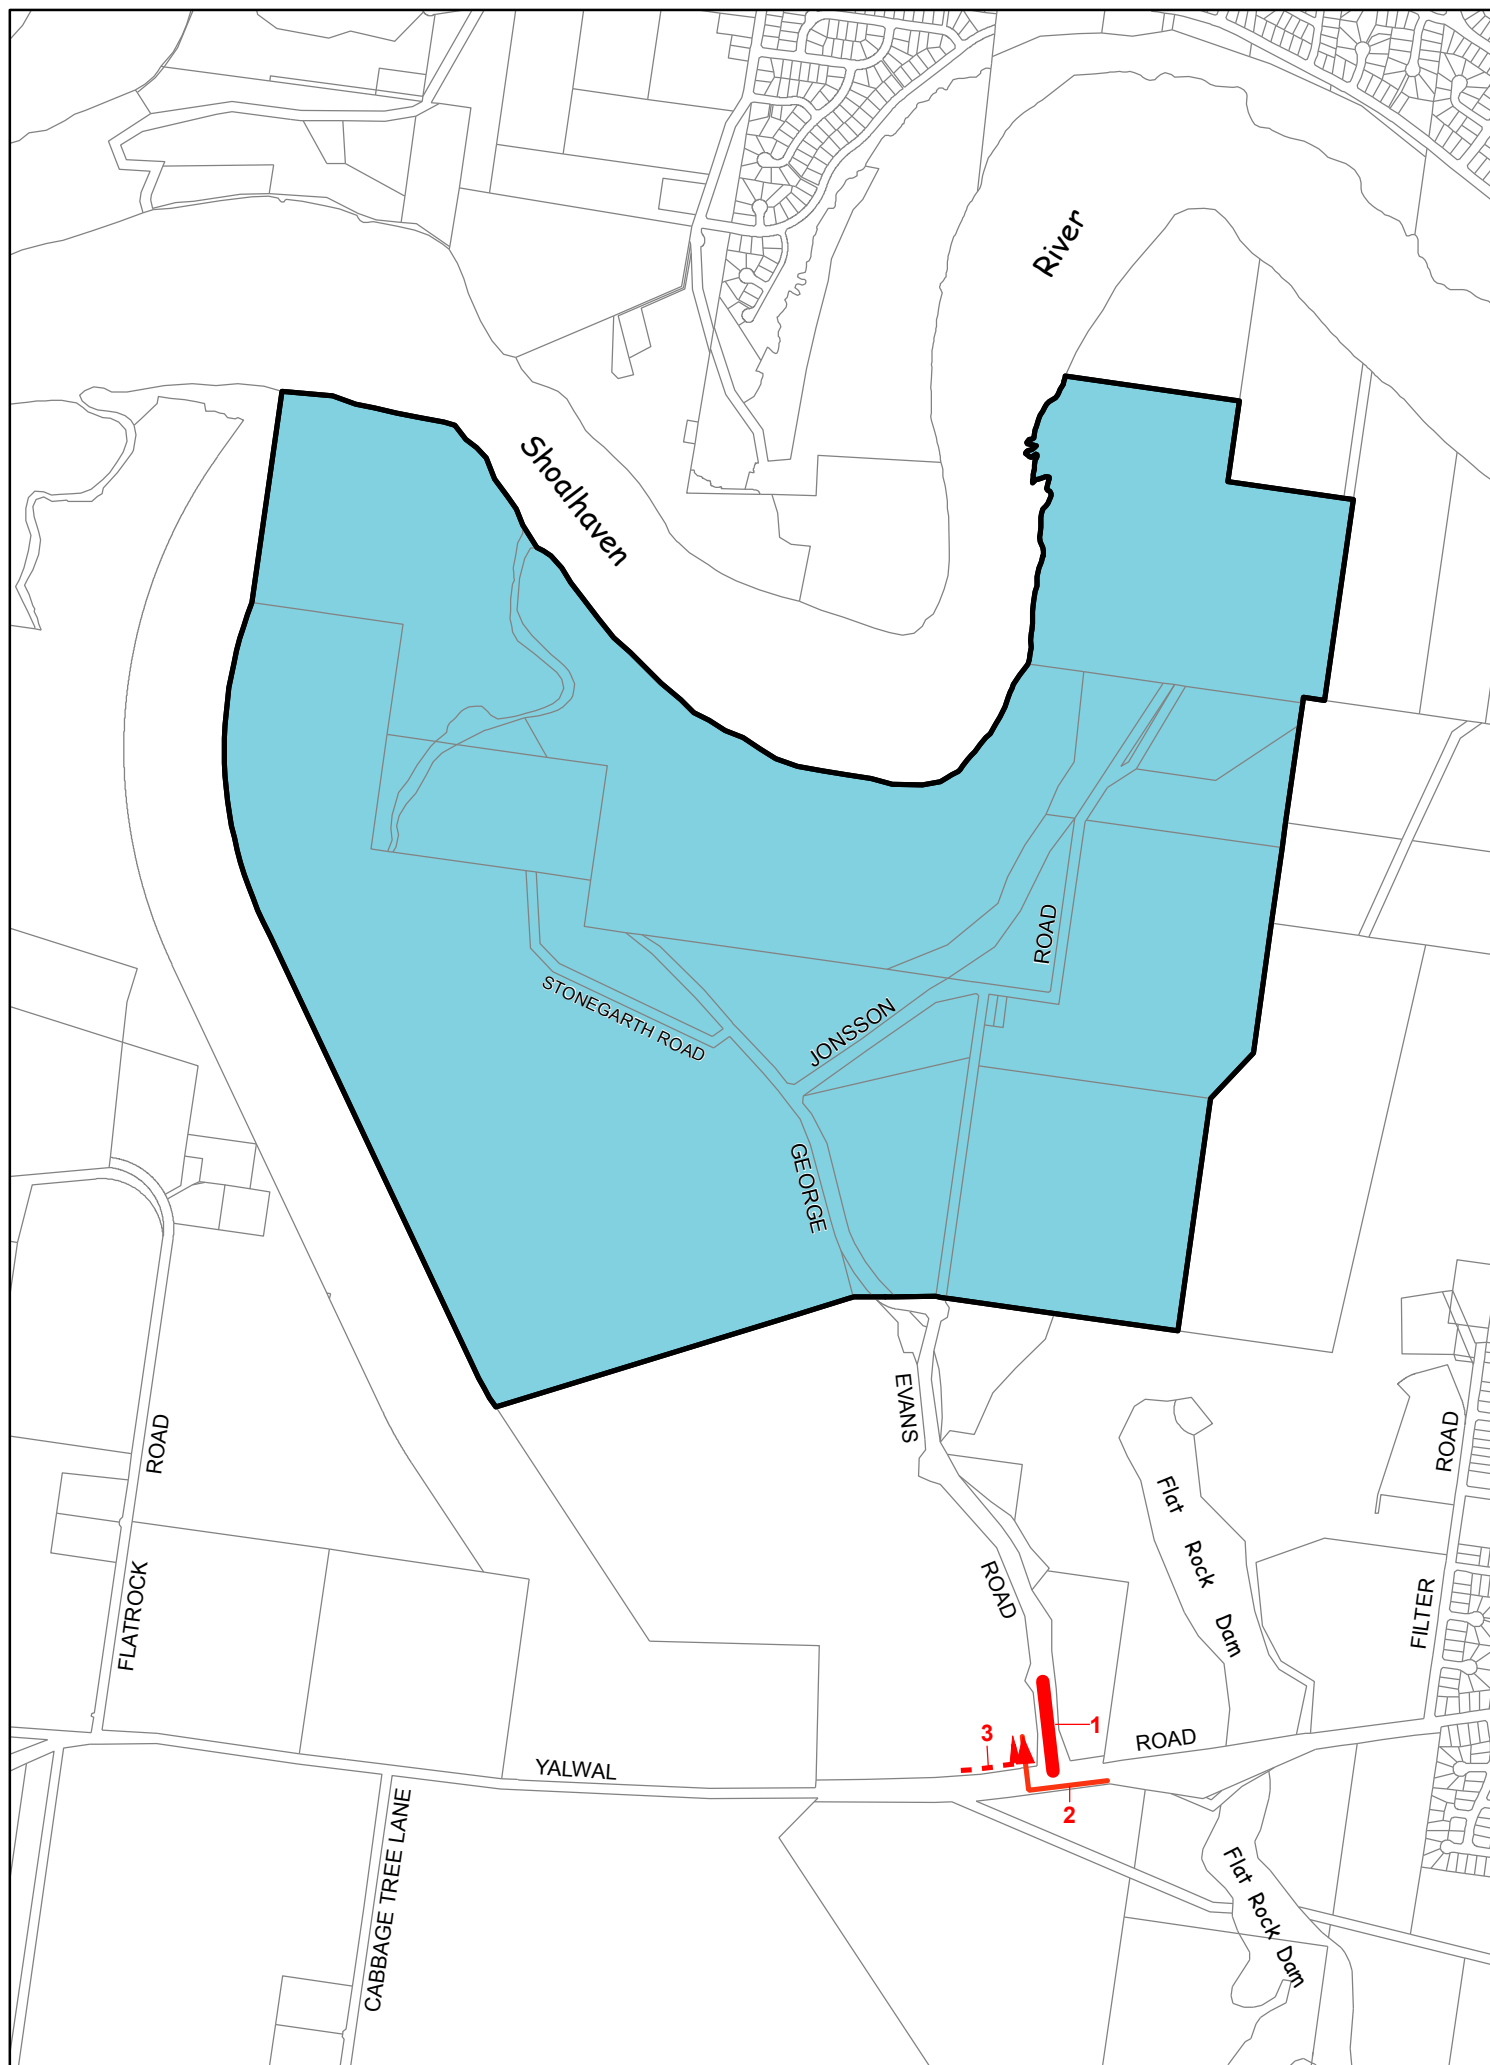 River
Shoalhaven
ROAD
STONEGARTH ROAD
JONSSON
GEORGE
EVANS
ROAD
ROAD
Flat Rock Dam
ROAD
FLATROCK
FILTER
1
3
ROAD
YALWAL
2
CABBAGE TREE LANE
Flat Rock Dam